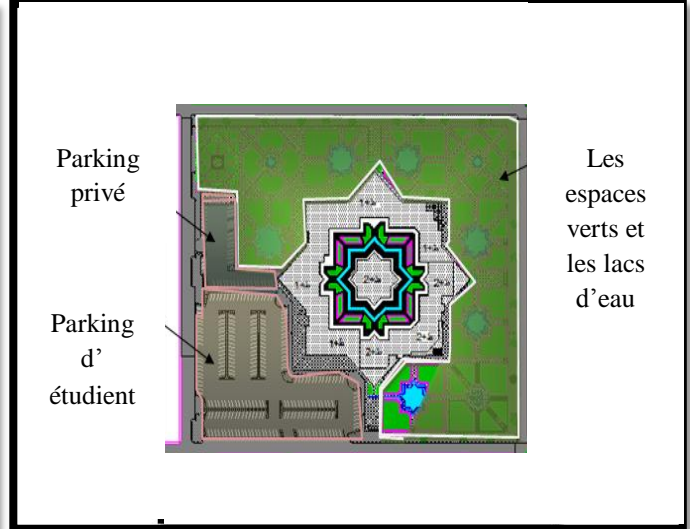 Parking
privé
Parking
d’
étudient
Les
espaces
verts et
les lacs
d’eau